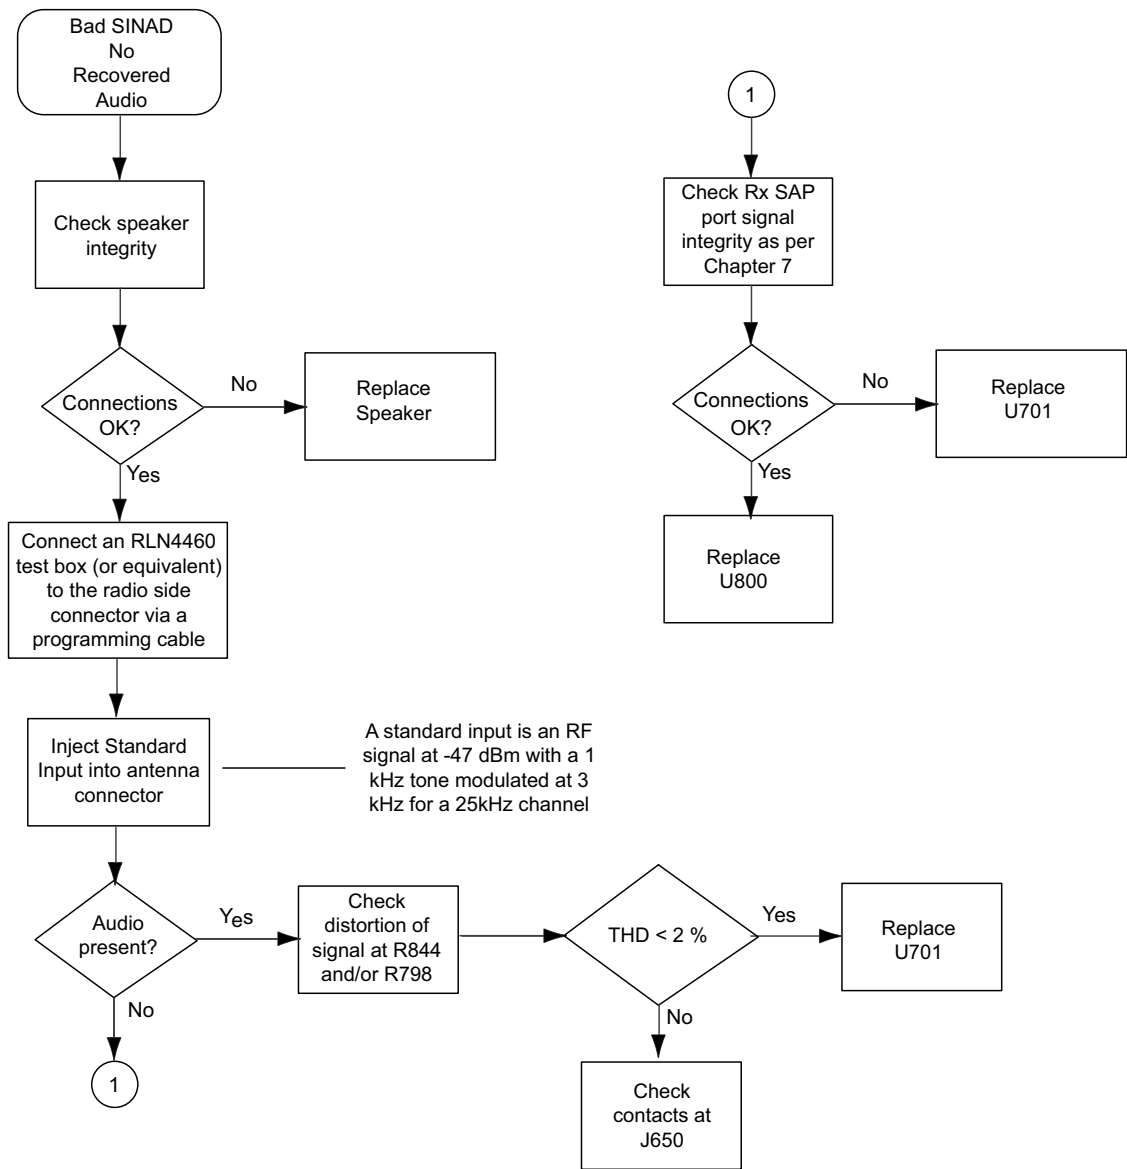 Bad SINAD
No
Recovered
Audio
Check speaker
integrity
Connections
OK?
No
Replace
Speaker
Yes
Connect an RLN4460
test box (or equivalent)
to the radio side
connector via a
programming cable
Inject Standard
Input into antenna
connector
A standard input is an RF
signal at -47 dBm with a 1
kHz tone modulated at 3
kHz for a 25kHz channel
Audio
present?
Yes
Check
distortion of
signal at R844
and/or R798
THD < 2 %
Yes
Replace
U701
No
Check
contacts at
J650
No
1
1
Check Rx SAP
port signal
integrity as per
Chapter 7
Connections
OK?
No
Replace
U701
Yes
Replace
U800